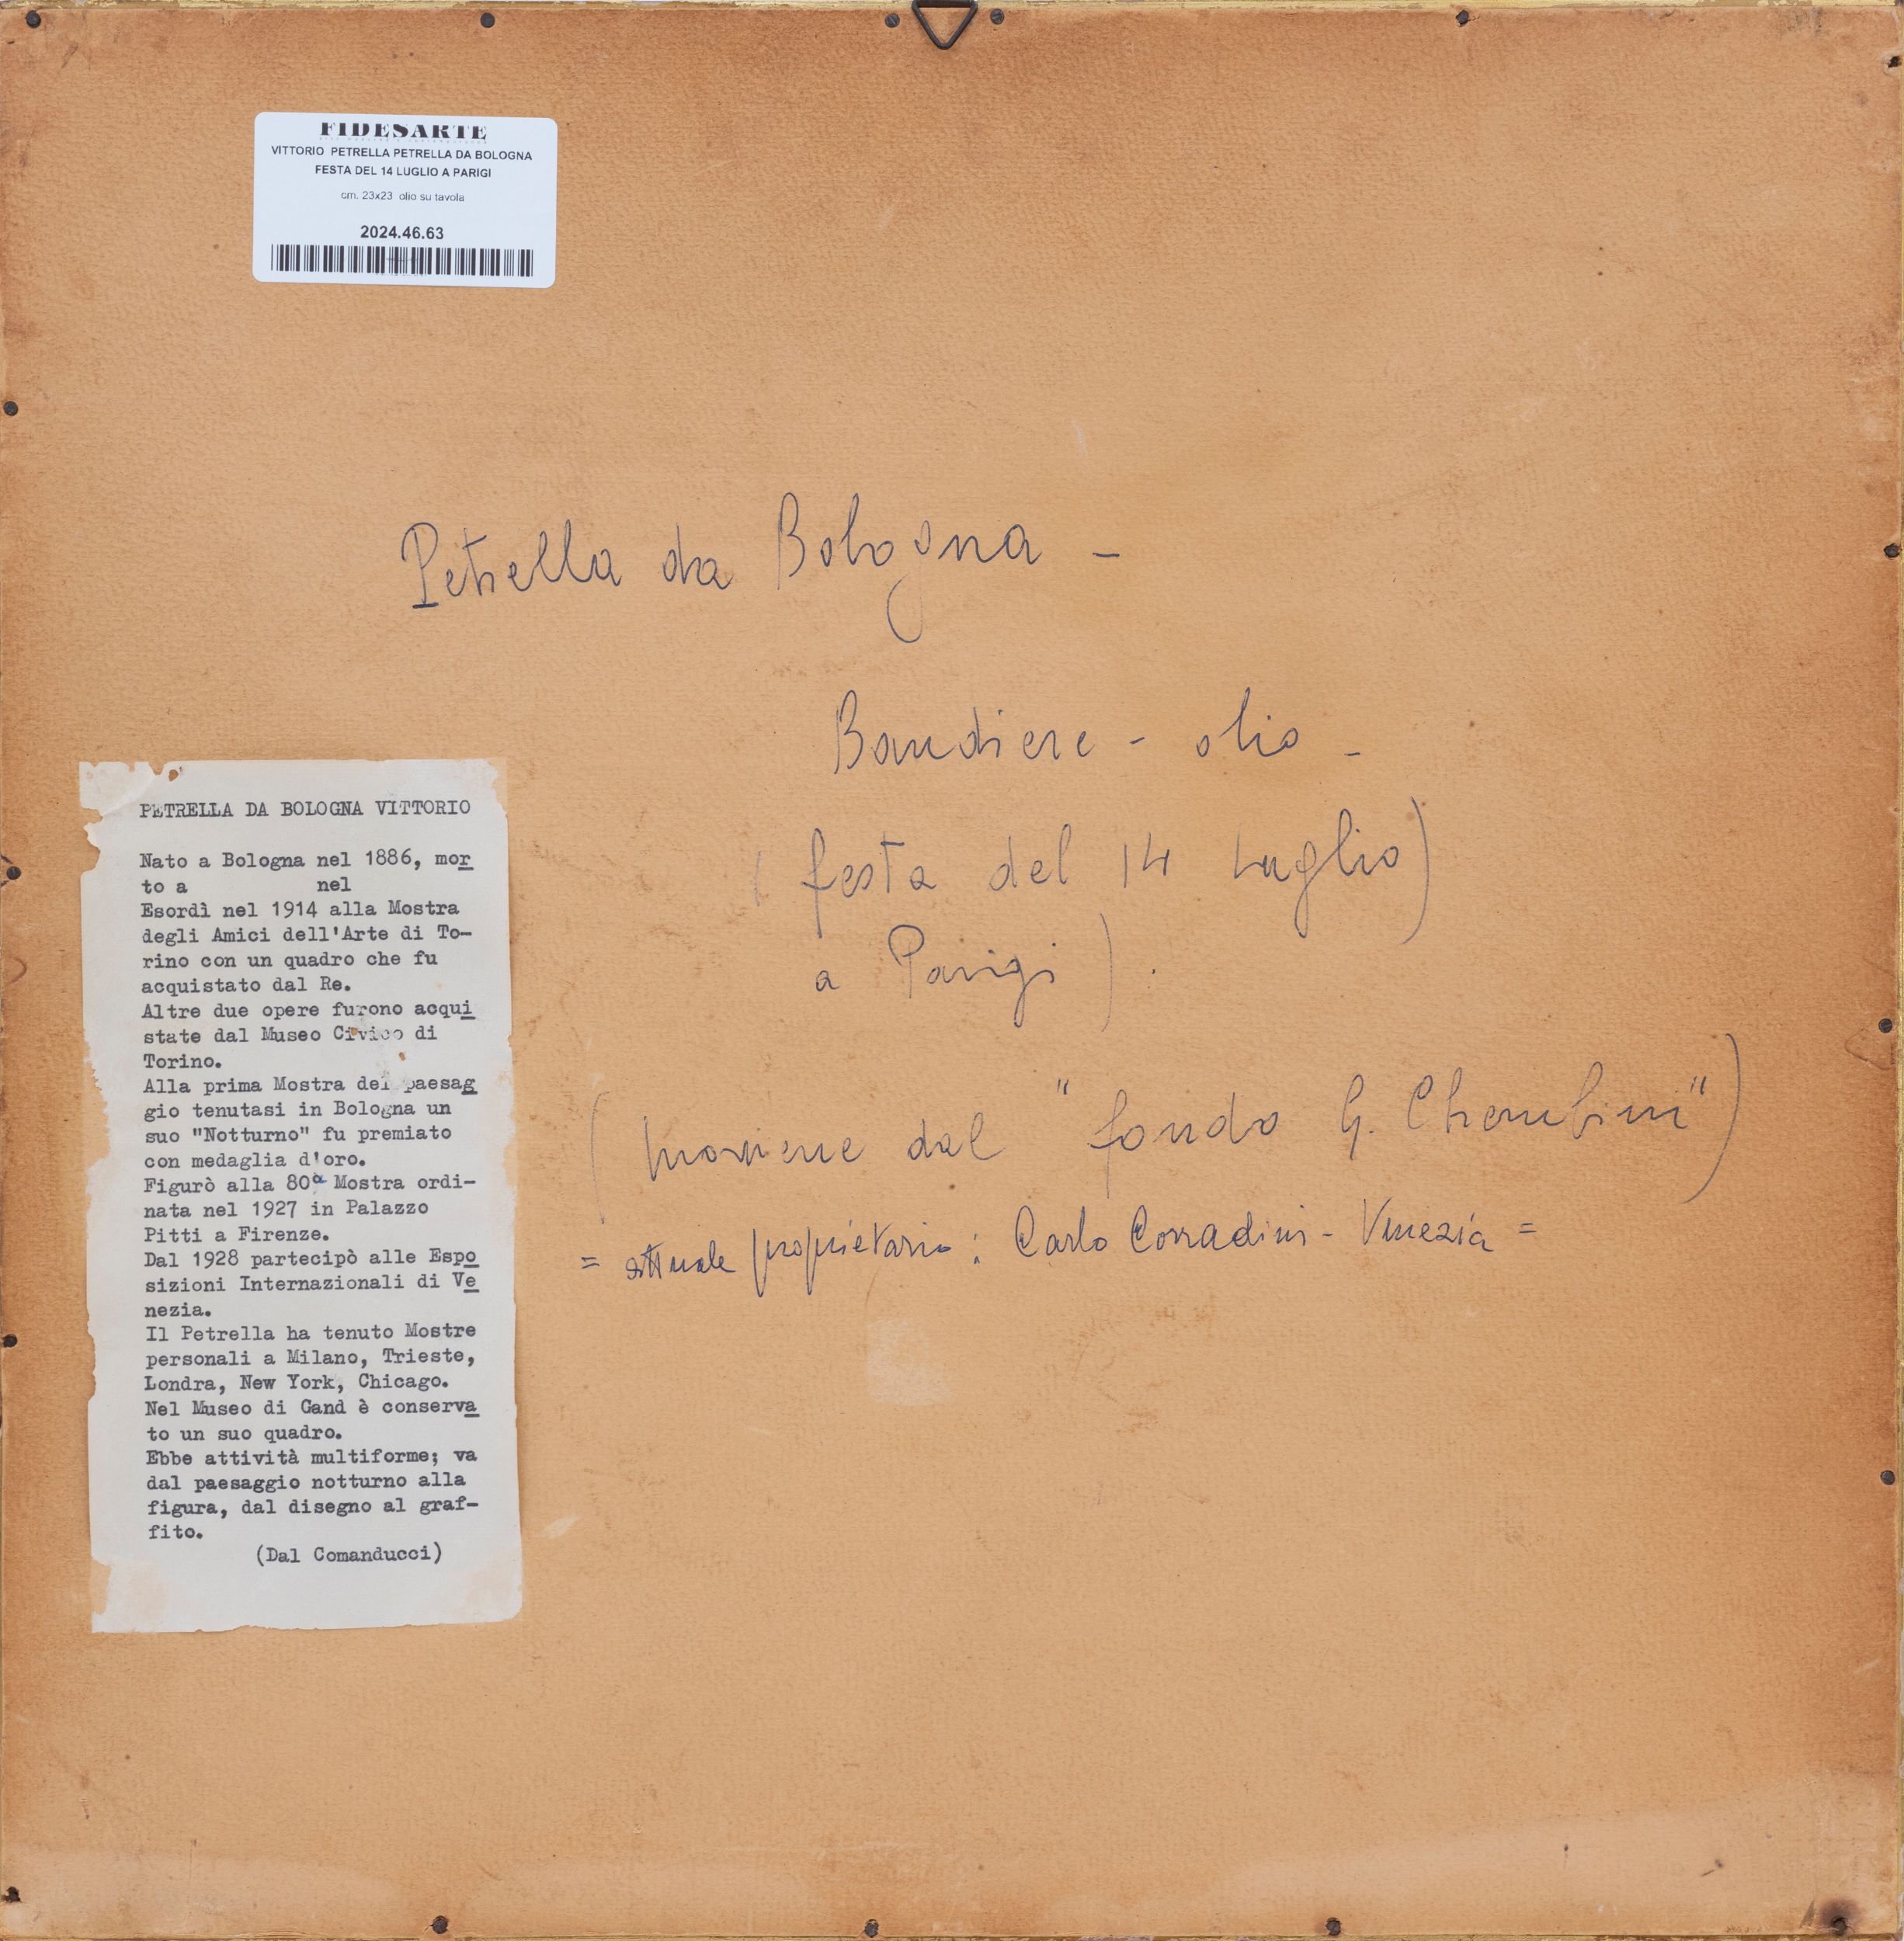 FIDESARTE
VITTORIO PETRELLA PETRELLA DA BOLOGNA
FESTA DEL 14 LUGLIO A PARIGI
cm. 23x23 olio su tavola
2024.46.63
Petrella da Bologna -
Bandiere - olio -
( festa del 14 Luglio)
a Parigi ) .
( proviene dal "fondo G. Cherubini")
= attuale proprietario : Carlo Corradini - Venezia =
PETRELLA DA BOLOGNA VITTORIO
Nato a Bologna nel 1886, mor
to a nel
Esordì nel 1914 alla Mostra
degli Amici dell'Arte di To-
rino con un quadro che fu
acquistato dal Re.
Altre due opere furono acqui
state dal Museo Civico di
Torino.
Alla prima Mostra del paesag
gio tenutasi in Bologna un
suo "Notturno" fu premiato
con medaglia d'oro.
Figurò alla 80a Mostra ordi-
nata nel 1927 in Palazzo
Pitti a Firenze.
Dal 1928 partecipò alle Espo
sizioni Internazionali di Ve
nezia.
Il Petrella ha tenuto Mostre
personali a Milano, Trieste,
Londra, New York, Chicago.
Nel Museo di Gand è conserva
to un suo quadro.
Ebbe attività multiforme; va
dal paesaggio notturno alla
figura, dal disegno al graf-
fito.
(Dal Comanducci)